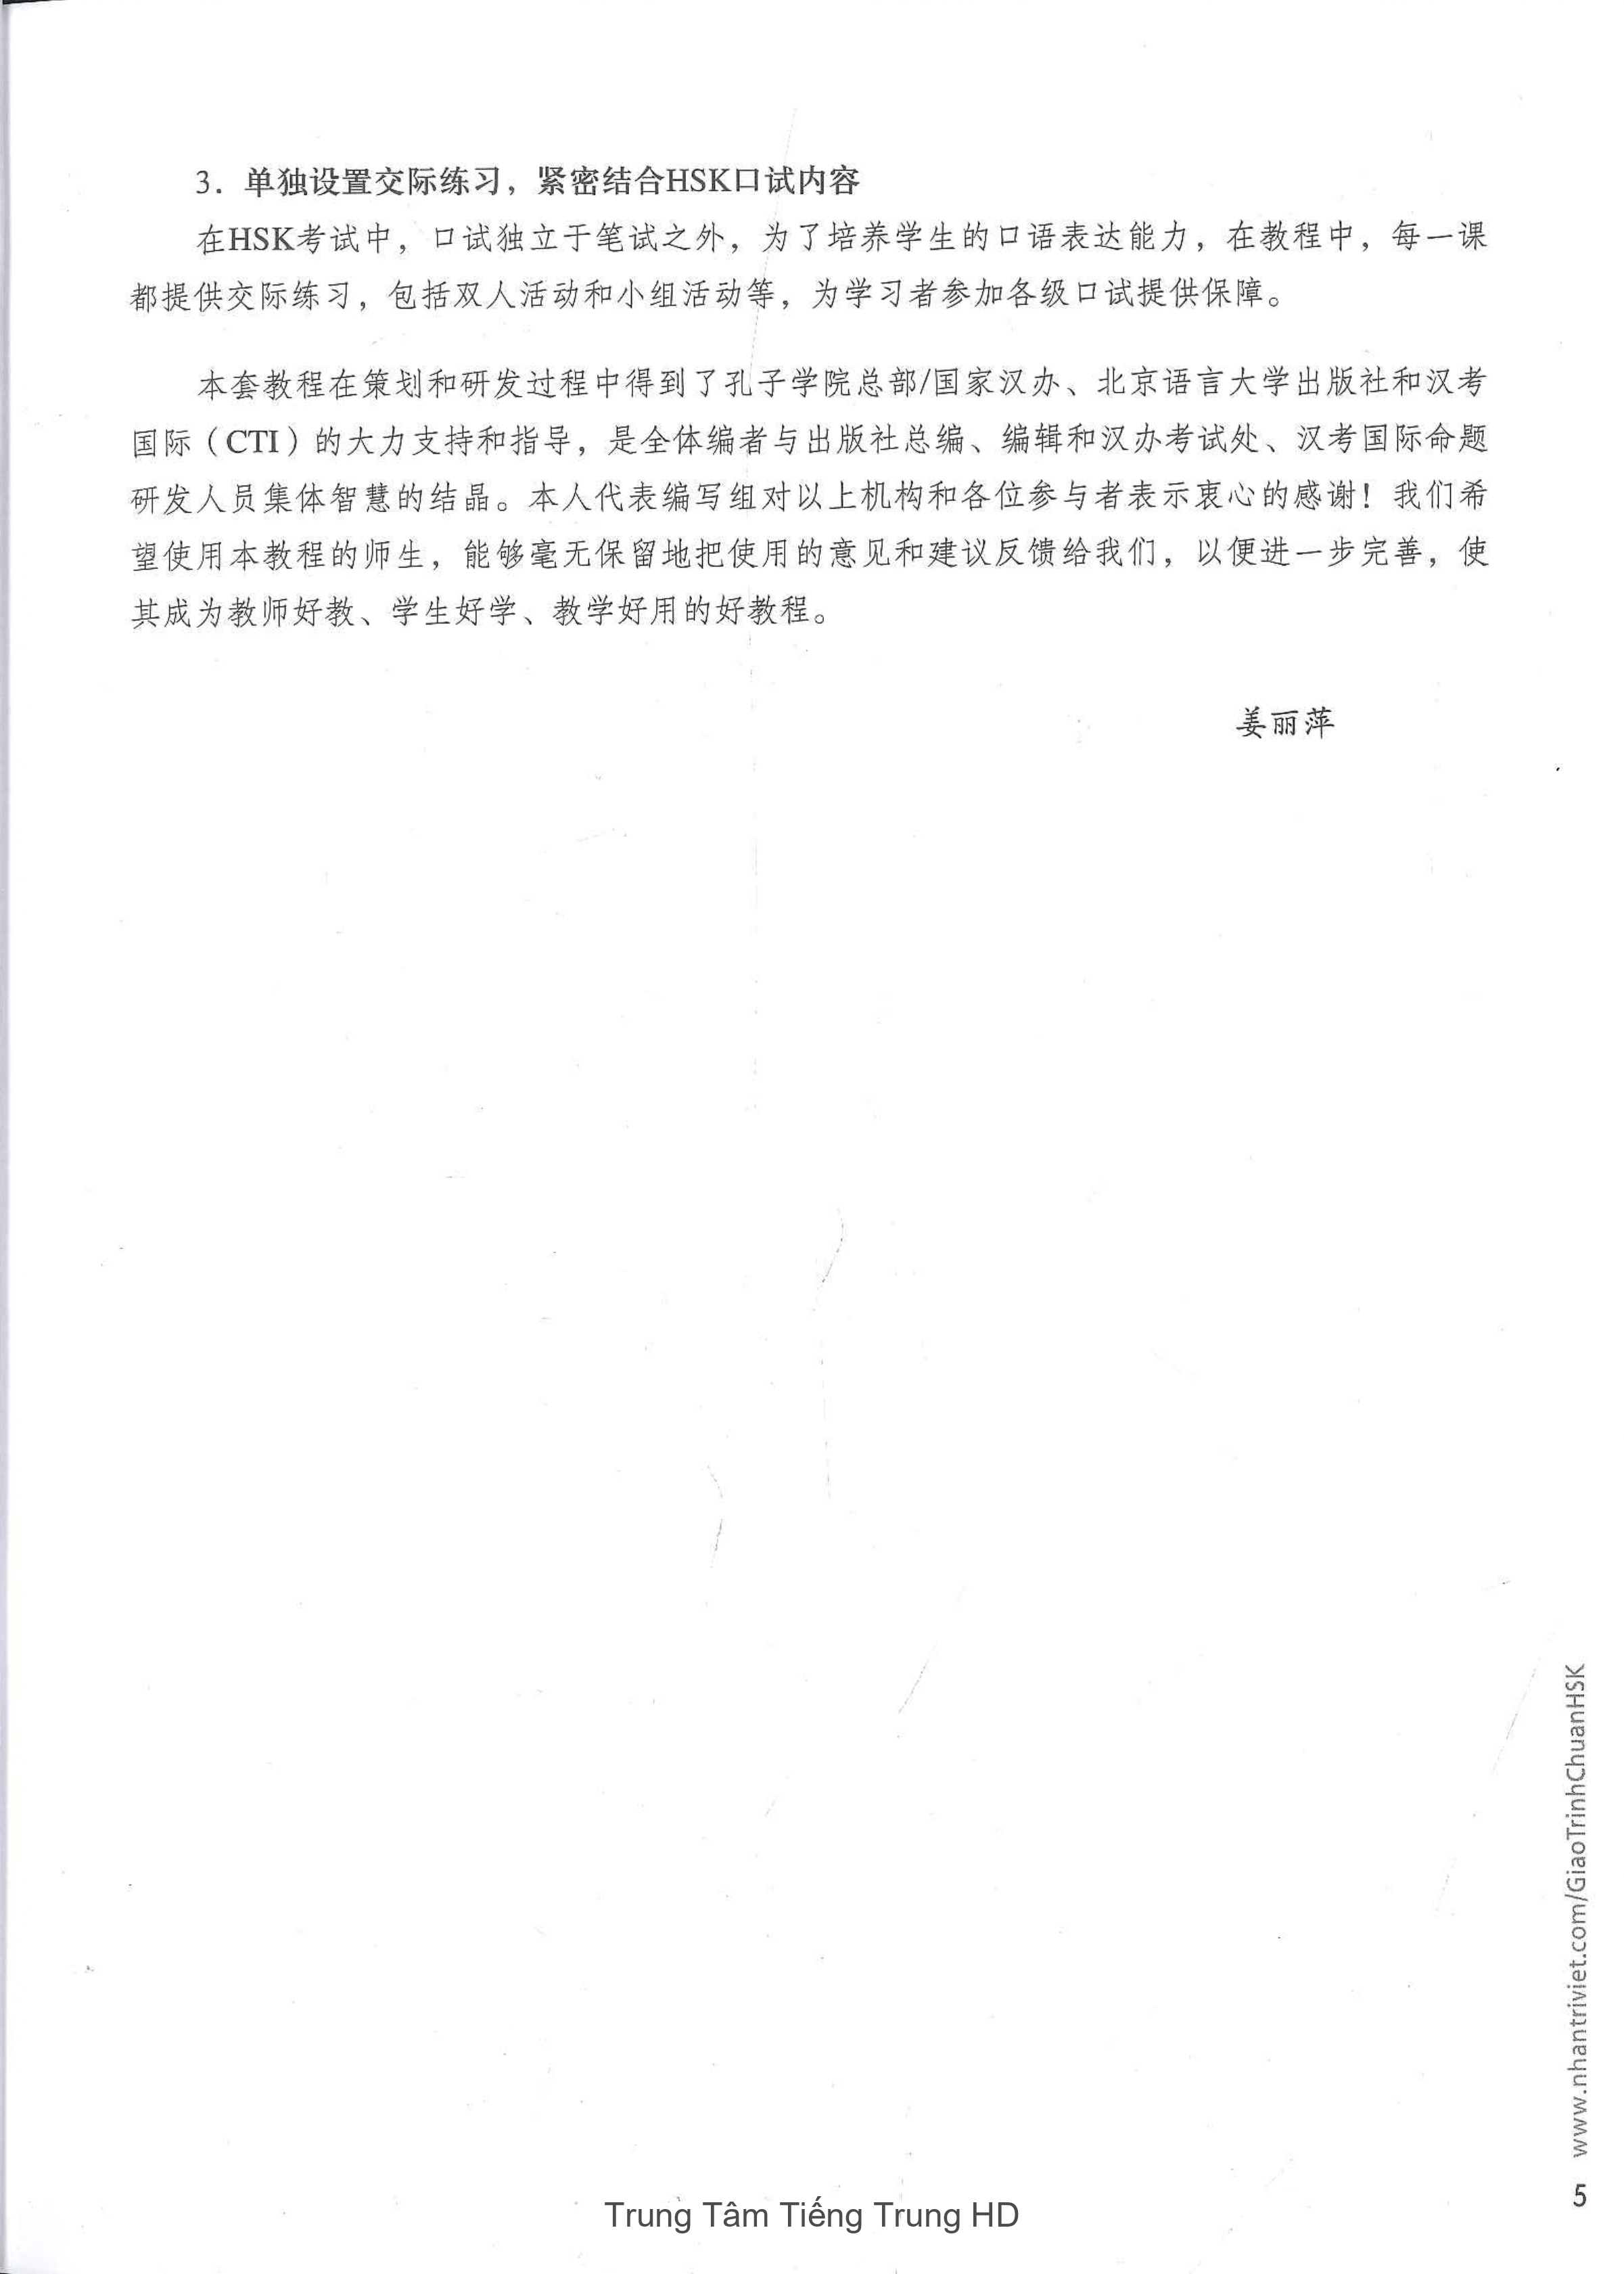 3．单独设置交际练习，紧密结合HSK口试内容
在HSK考试中，口试独立于笔试之外，为了培养学生的口语表达能力，在教程中，每一课
都提供交际练习，包括双人活动和小组活动等，为学习者参加各级口试提供保障。
本套教程在策划和研发过程中得到了孔子学院总部/国家汉办、北京语言大学出版社和汉考
国际（CTI）的大力支持和指导，是全体编者与出版社总编、编辑和汉办考试处、汉考国际命题
研发人员集体智慧的结晶。本人代表编写组对以上机构和各位参与者表示衷心的感谢！我们希
望使用本教程的师生，能够毫无保留地把使用的意见和建议反馈给我们，以便进一步完善，使
其成为教师好教、学生好学、教学好用的好教程。
姜丽萍
www.nhantriviet.com/GiaoTrinhChuanHSK
5
Trung Tâm Tiếng Trung HD